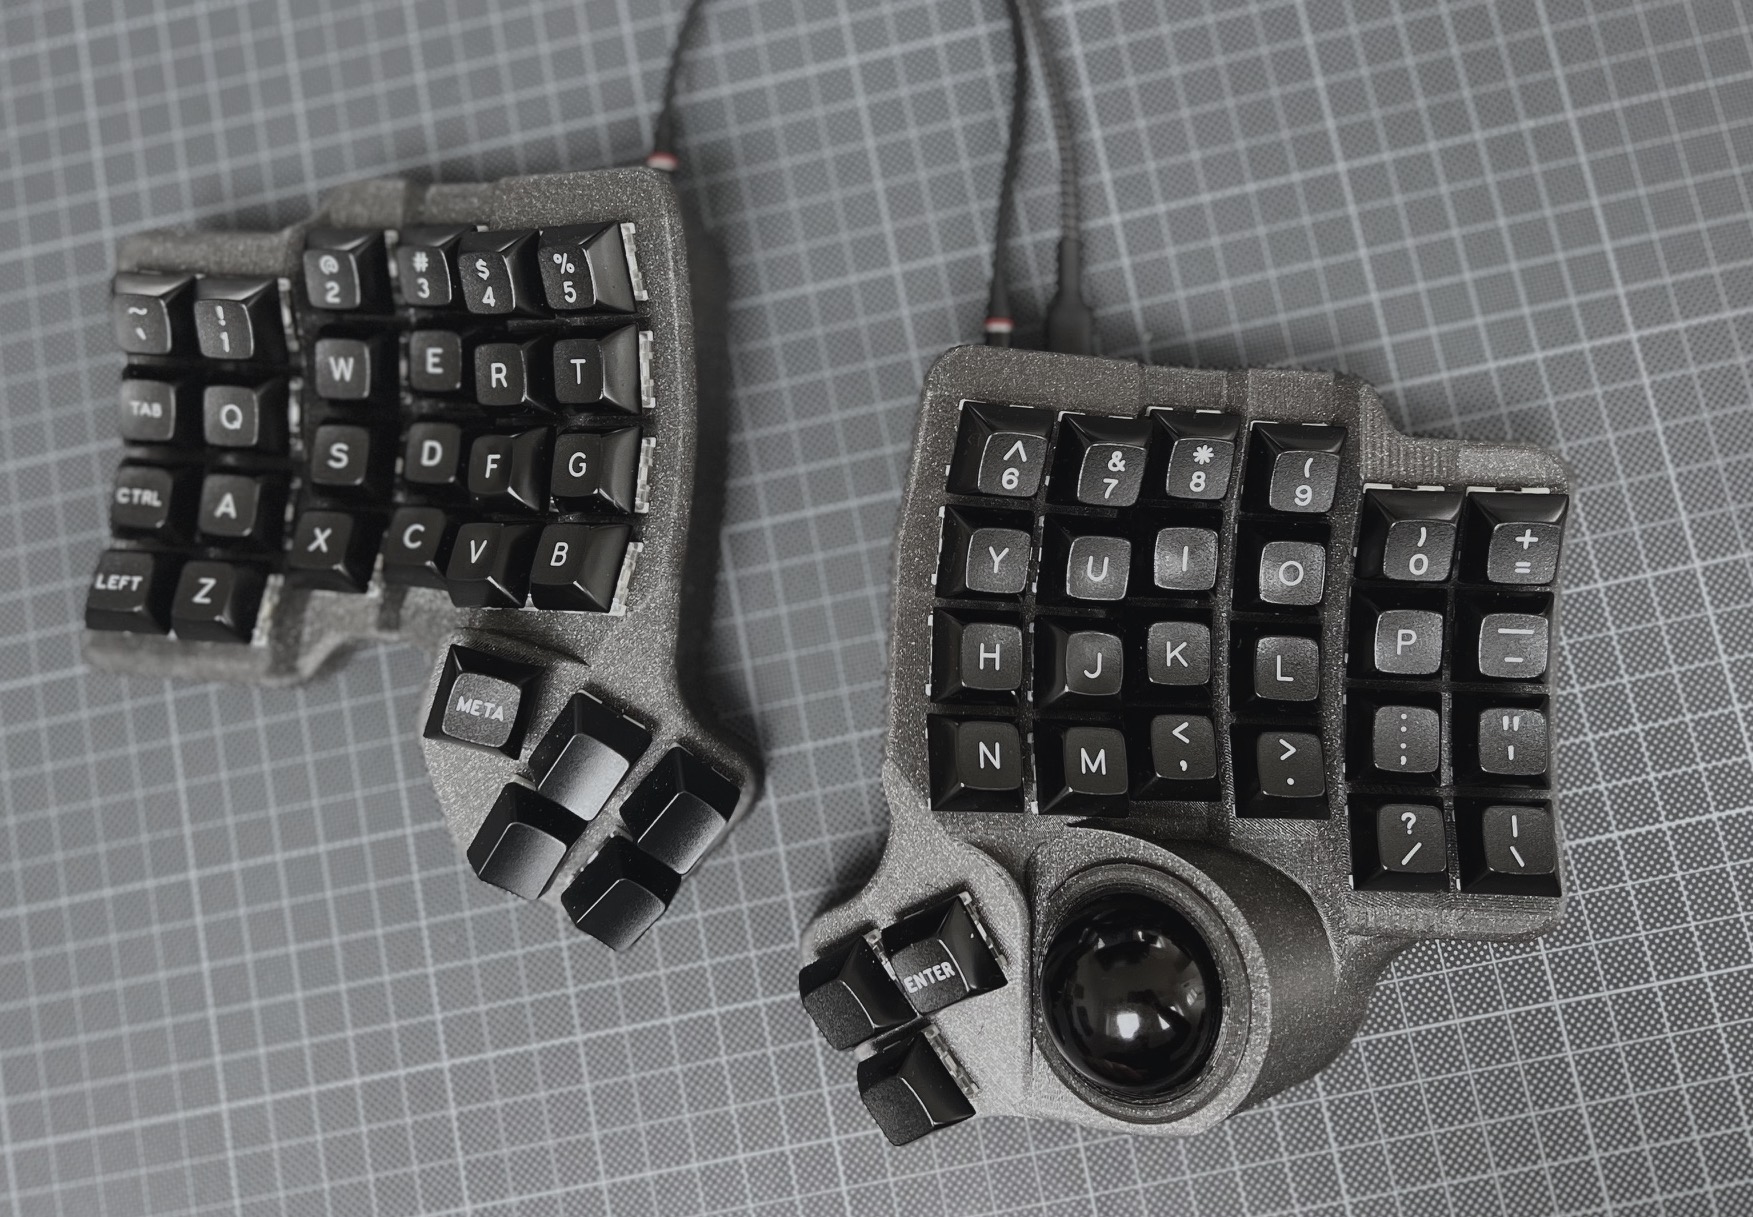 ~ ! @ # $ %
` 1 2 3 4 5
TAB Q W E R T
CTRL A S D F G
LEFT Z X C V B
META
^ & * ( ) +
6 7 8 9 0 =
Y U I O P _
-
H J K L : "
; '
N M < > ? |
, . / \
ENTER